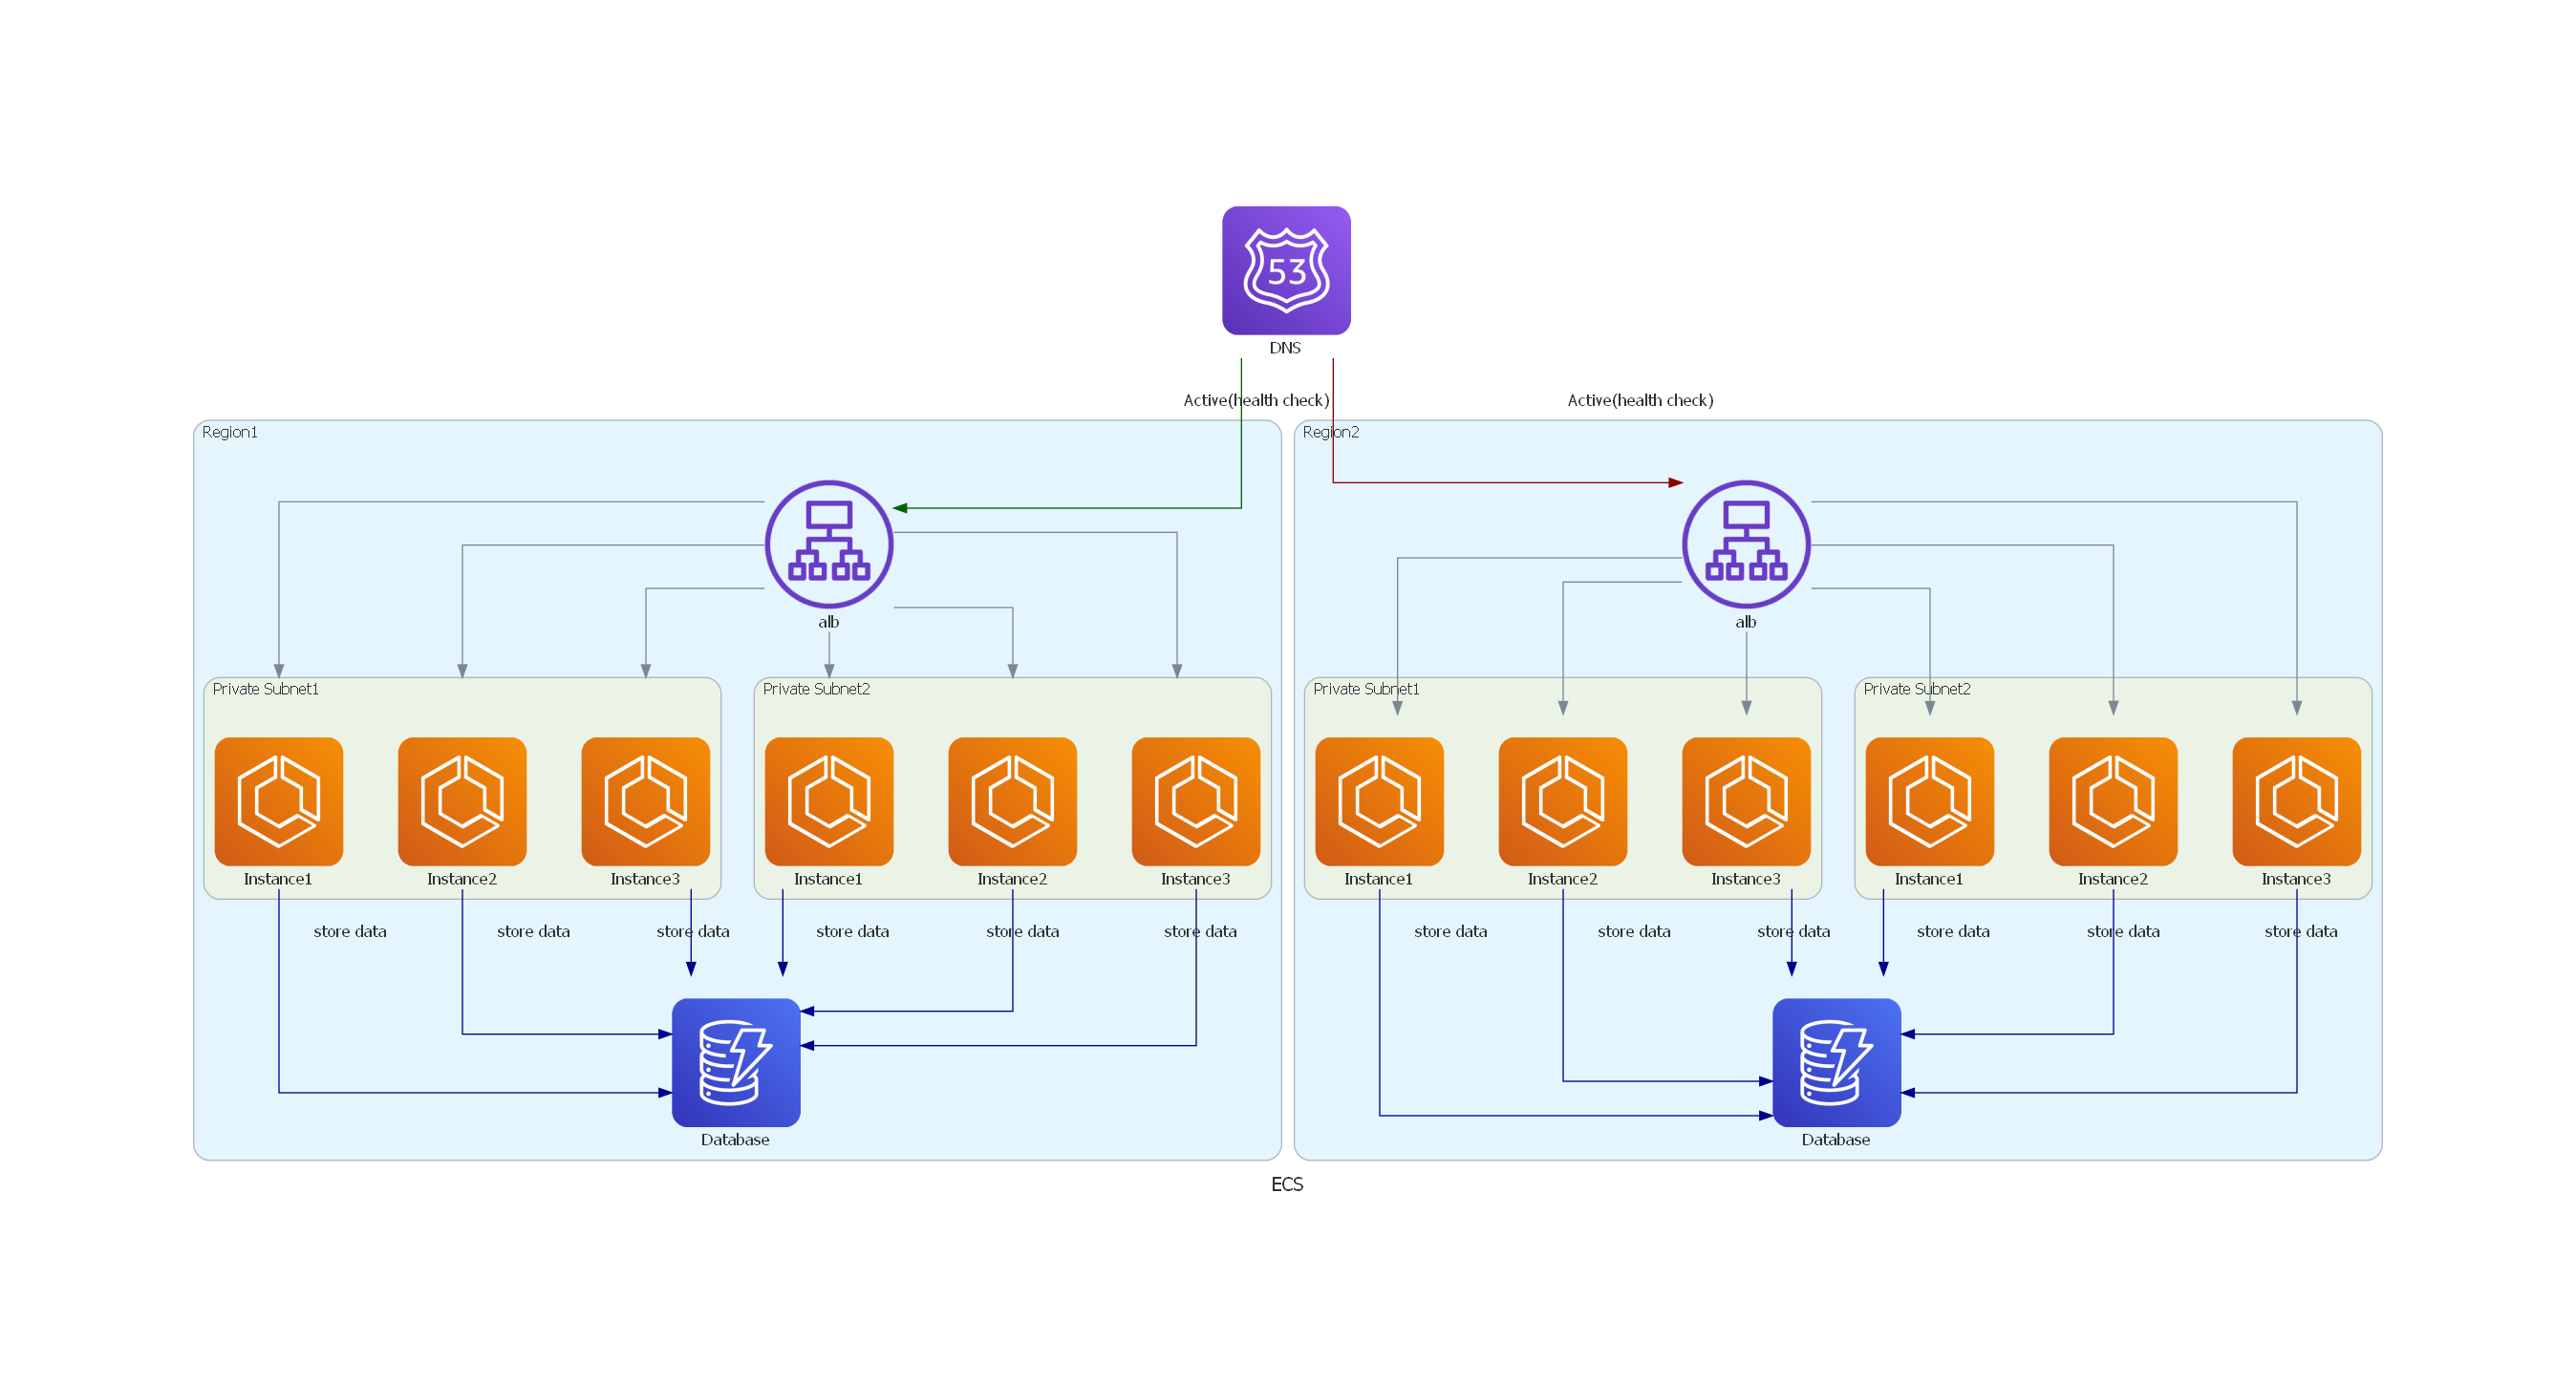 53
DNS
Active(health check)
Active(health check)
Region1
Region2
alb
alb
Private Subnet1
Private Subnet2
Private Subnet1
Private Subnet2
Instance1
Instance2
Instance3
Instance1
Instance2
Instance3
Instance1
Instance2
Instance3
Instance1
Instance2
Instance3
store data
store data
store data
store data
store data
store data
store data
store data
store data
store data
store data
store data
Database
Database
ECS